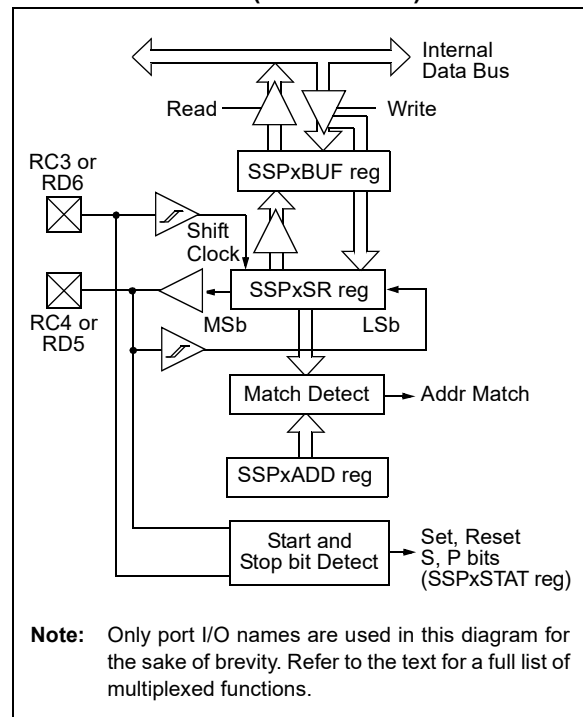 Internal
Data Bus
Read
Write
RC3 or
RD6
SSPxBUF reg
Shift
Clock
SSPxSR reg
MSb
LSb
RC4 or
RD5
Match Detect
Addr Match
SSPxADD reg
Start and
Stop bit Detect
Set, Reset
S, P bits
(SSPxSTAT reg)
Note: Only port I/O names are used in this diagram for
the sake of brevity. Refer to the text for a full list of
multiplexed functions.